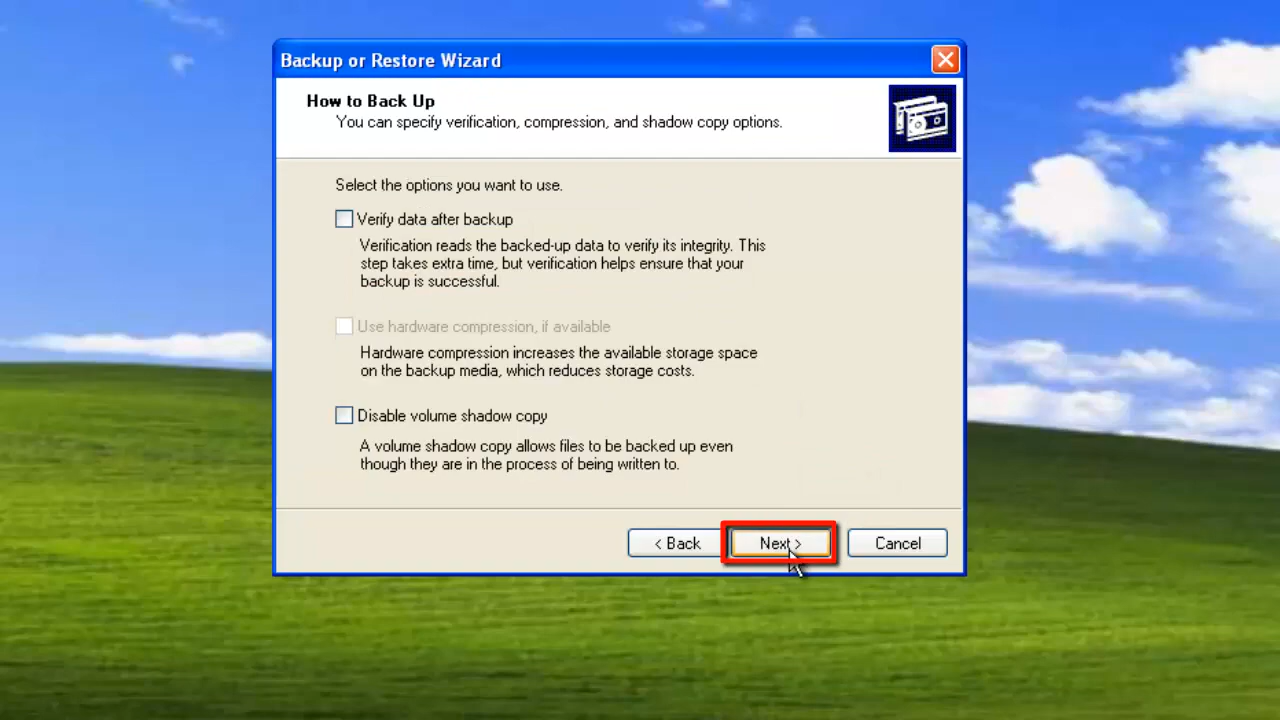 Backup or Restore Wizard
How to Back Up
You can specify verification, compression, and shadow copy options.
Select the options you want to use.
Verify data after backup
Verification reads the backed-up data to verify its integrity. This
step takes extra time, but verification helps ensure that your
backup is successful.
Use hardware compression, if available
Hardware compression increases the available storage space
on the backup media, which reduces storage costs.
Disable volume shadow copy
A volume shadow copy allows files to be backed up even
though they are in the process of being written to.
< Back Next > Cancel